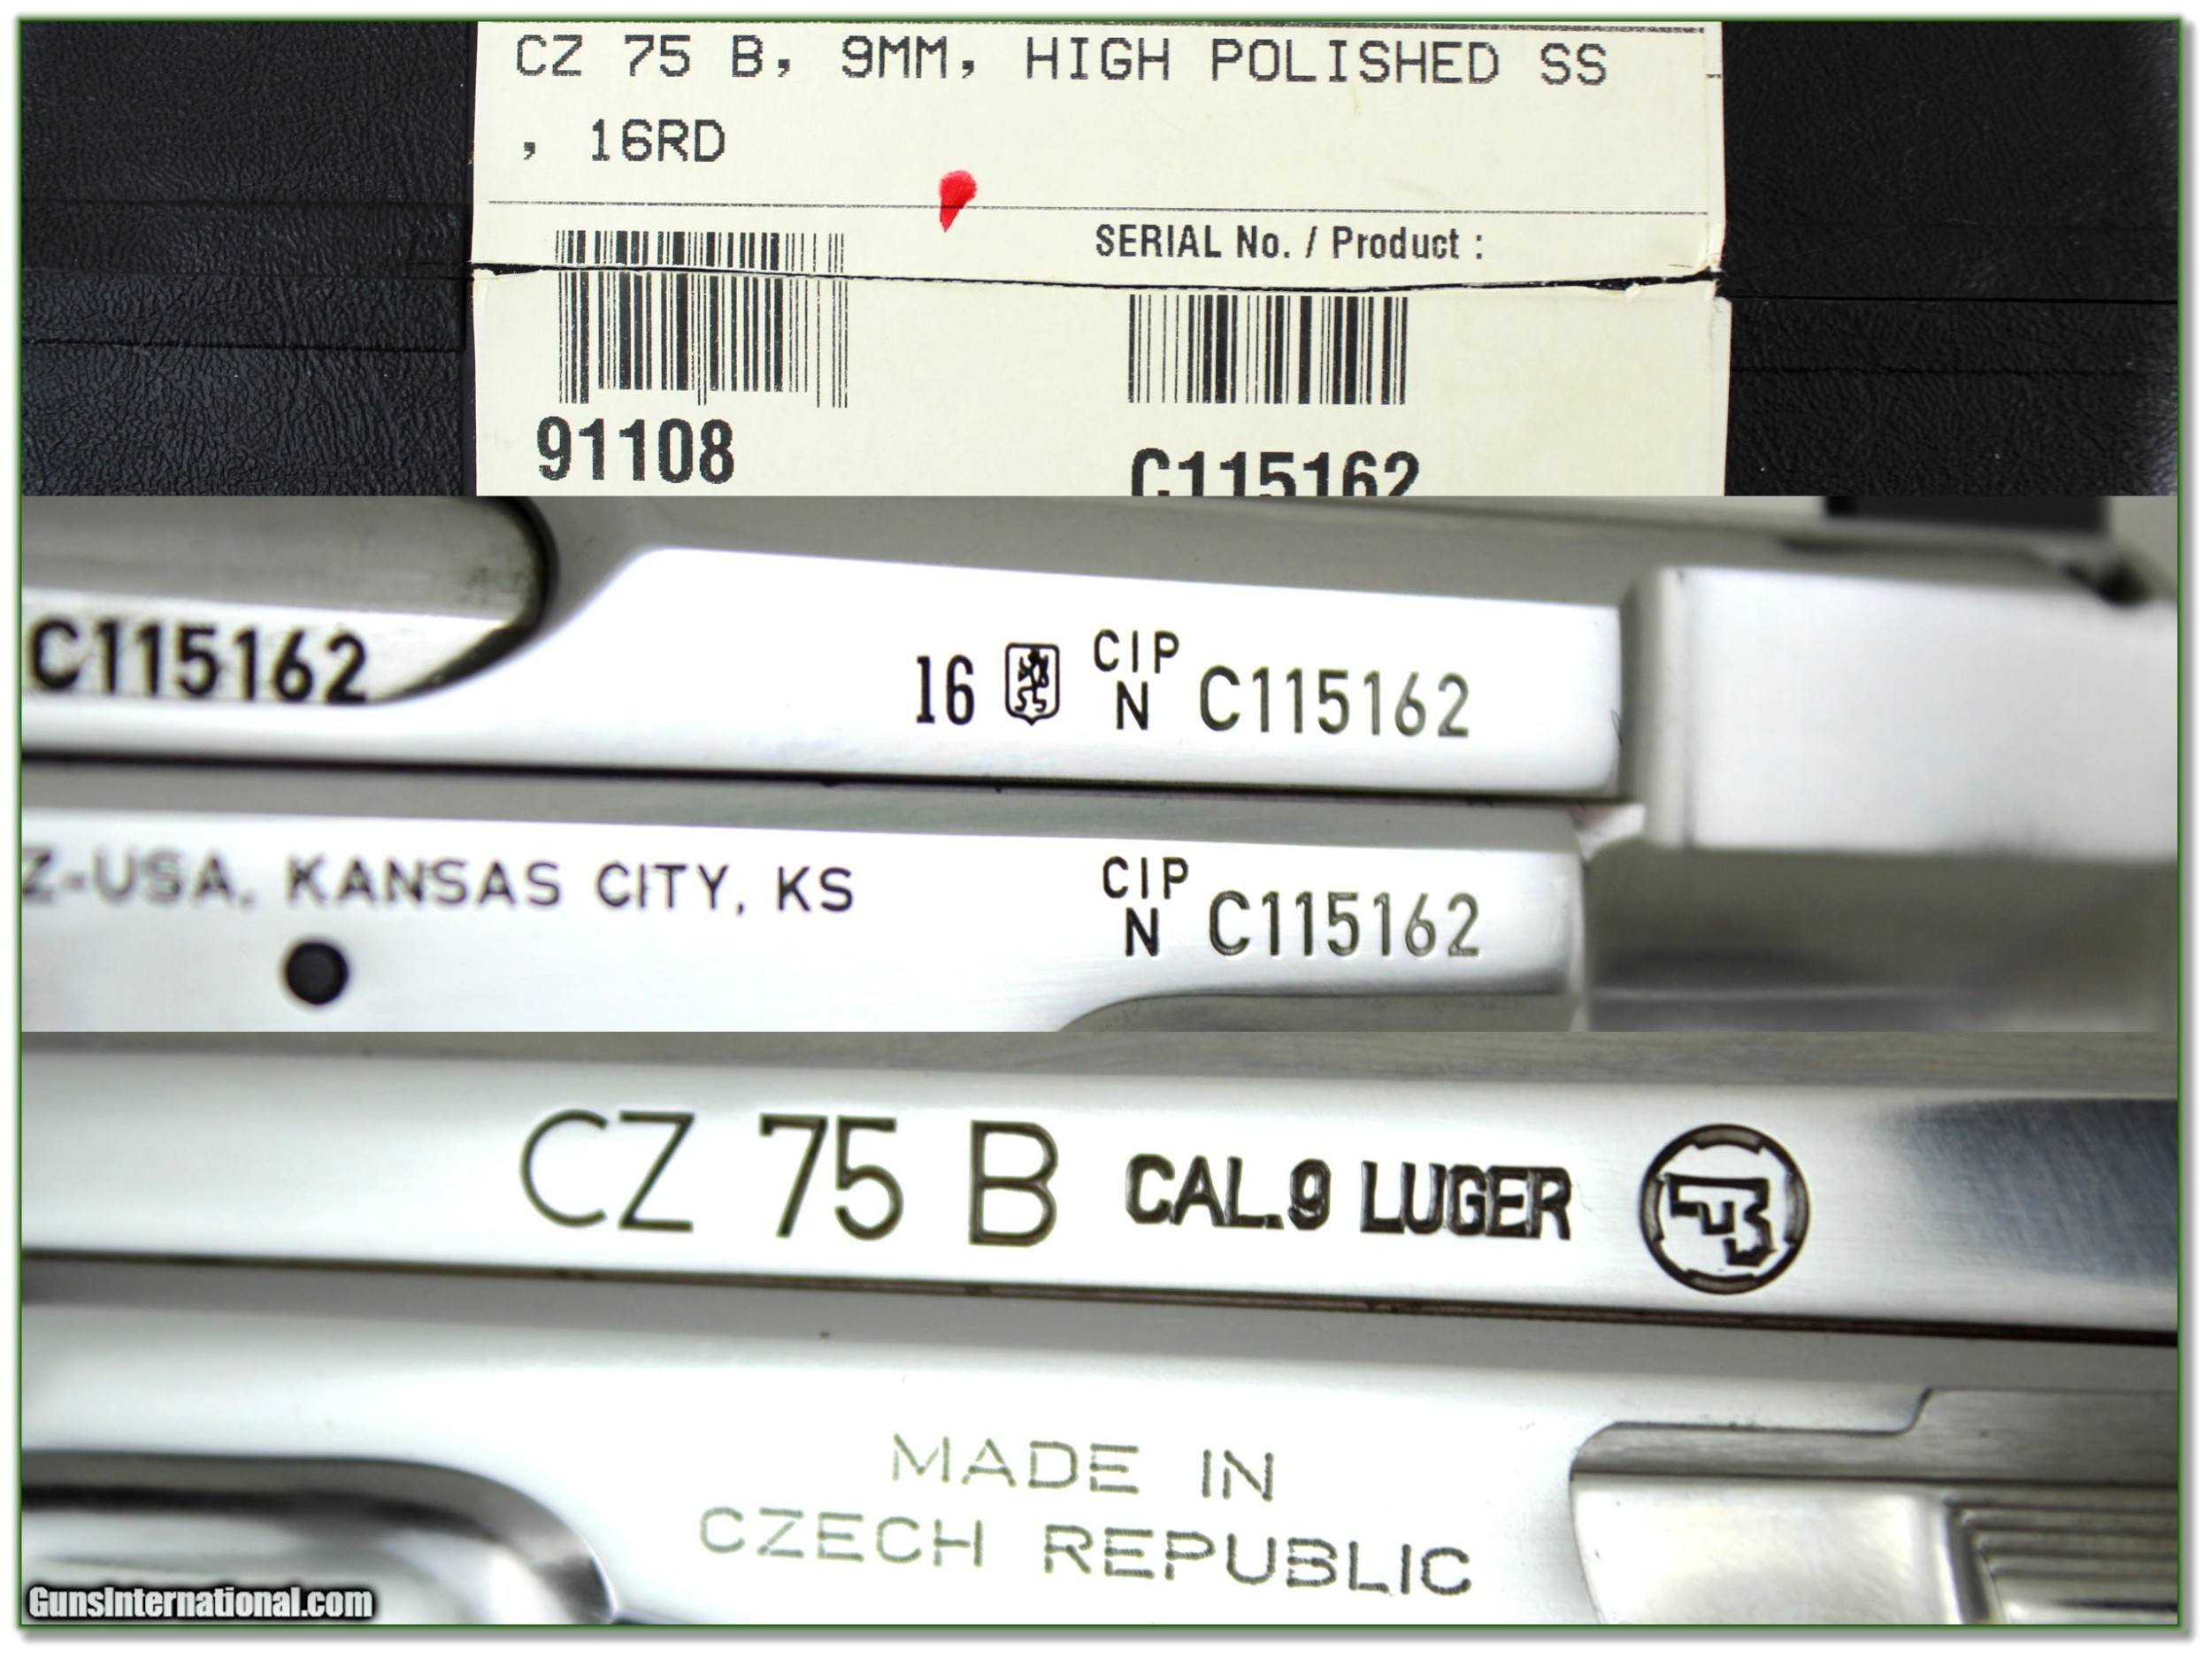 CZ 75 B, 9MM, HIGH POLISHED SS
, 16RD
SERIAL No. / Product :
91108
C115162
C115162
16 CIP N C115162
Z-USA, KANSAS CITY, KS
CIP N C115162
CZ 75 B CAL.9 LUGER
MADE IN
CZECH REPUBLIC
GunsInternational.com